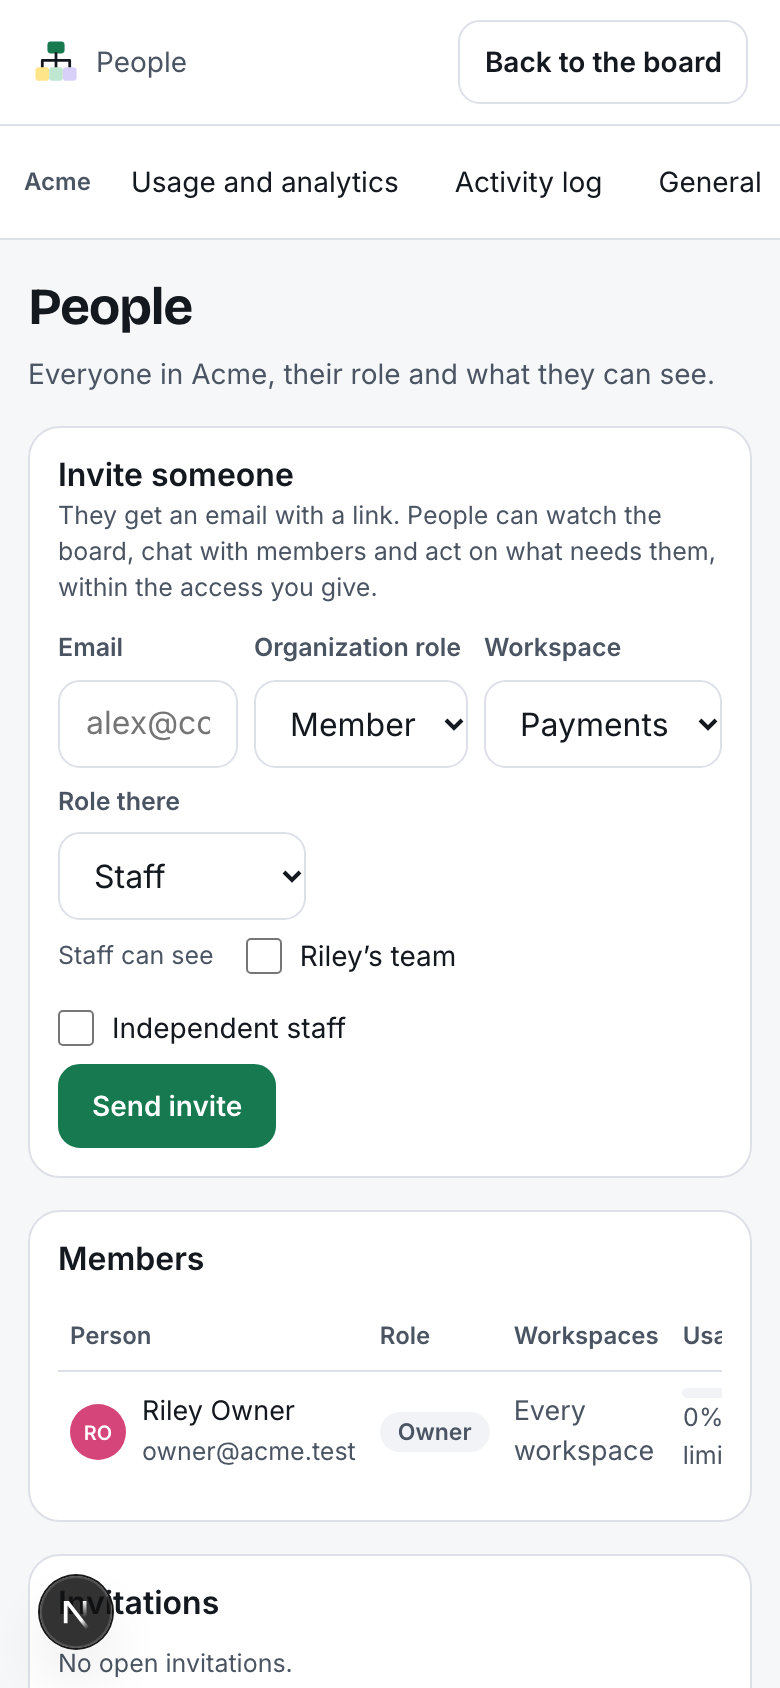 People
Back to the board
Acme
Usage and analytics
Activity log
General
People
Everyone in Acme, their role and what they can see.
Invite someone
They get an email with a link. People can watch the
board, chat with members and act on what needs them,
within the access you give.
Email
Organization role
Workspace
alex@cc
Member
Payments
Role there
Staff
Staff can see
Riley’s team
Independent staff
Send invite
Members
Person
Role
Workspaces
Usa
RO
Riley Owner
owner@acme.test
Owner
Every
workspace
0%
limi
Invitations
N
No open invitations.